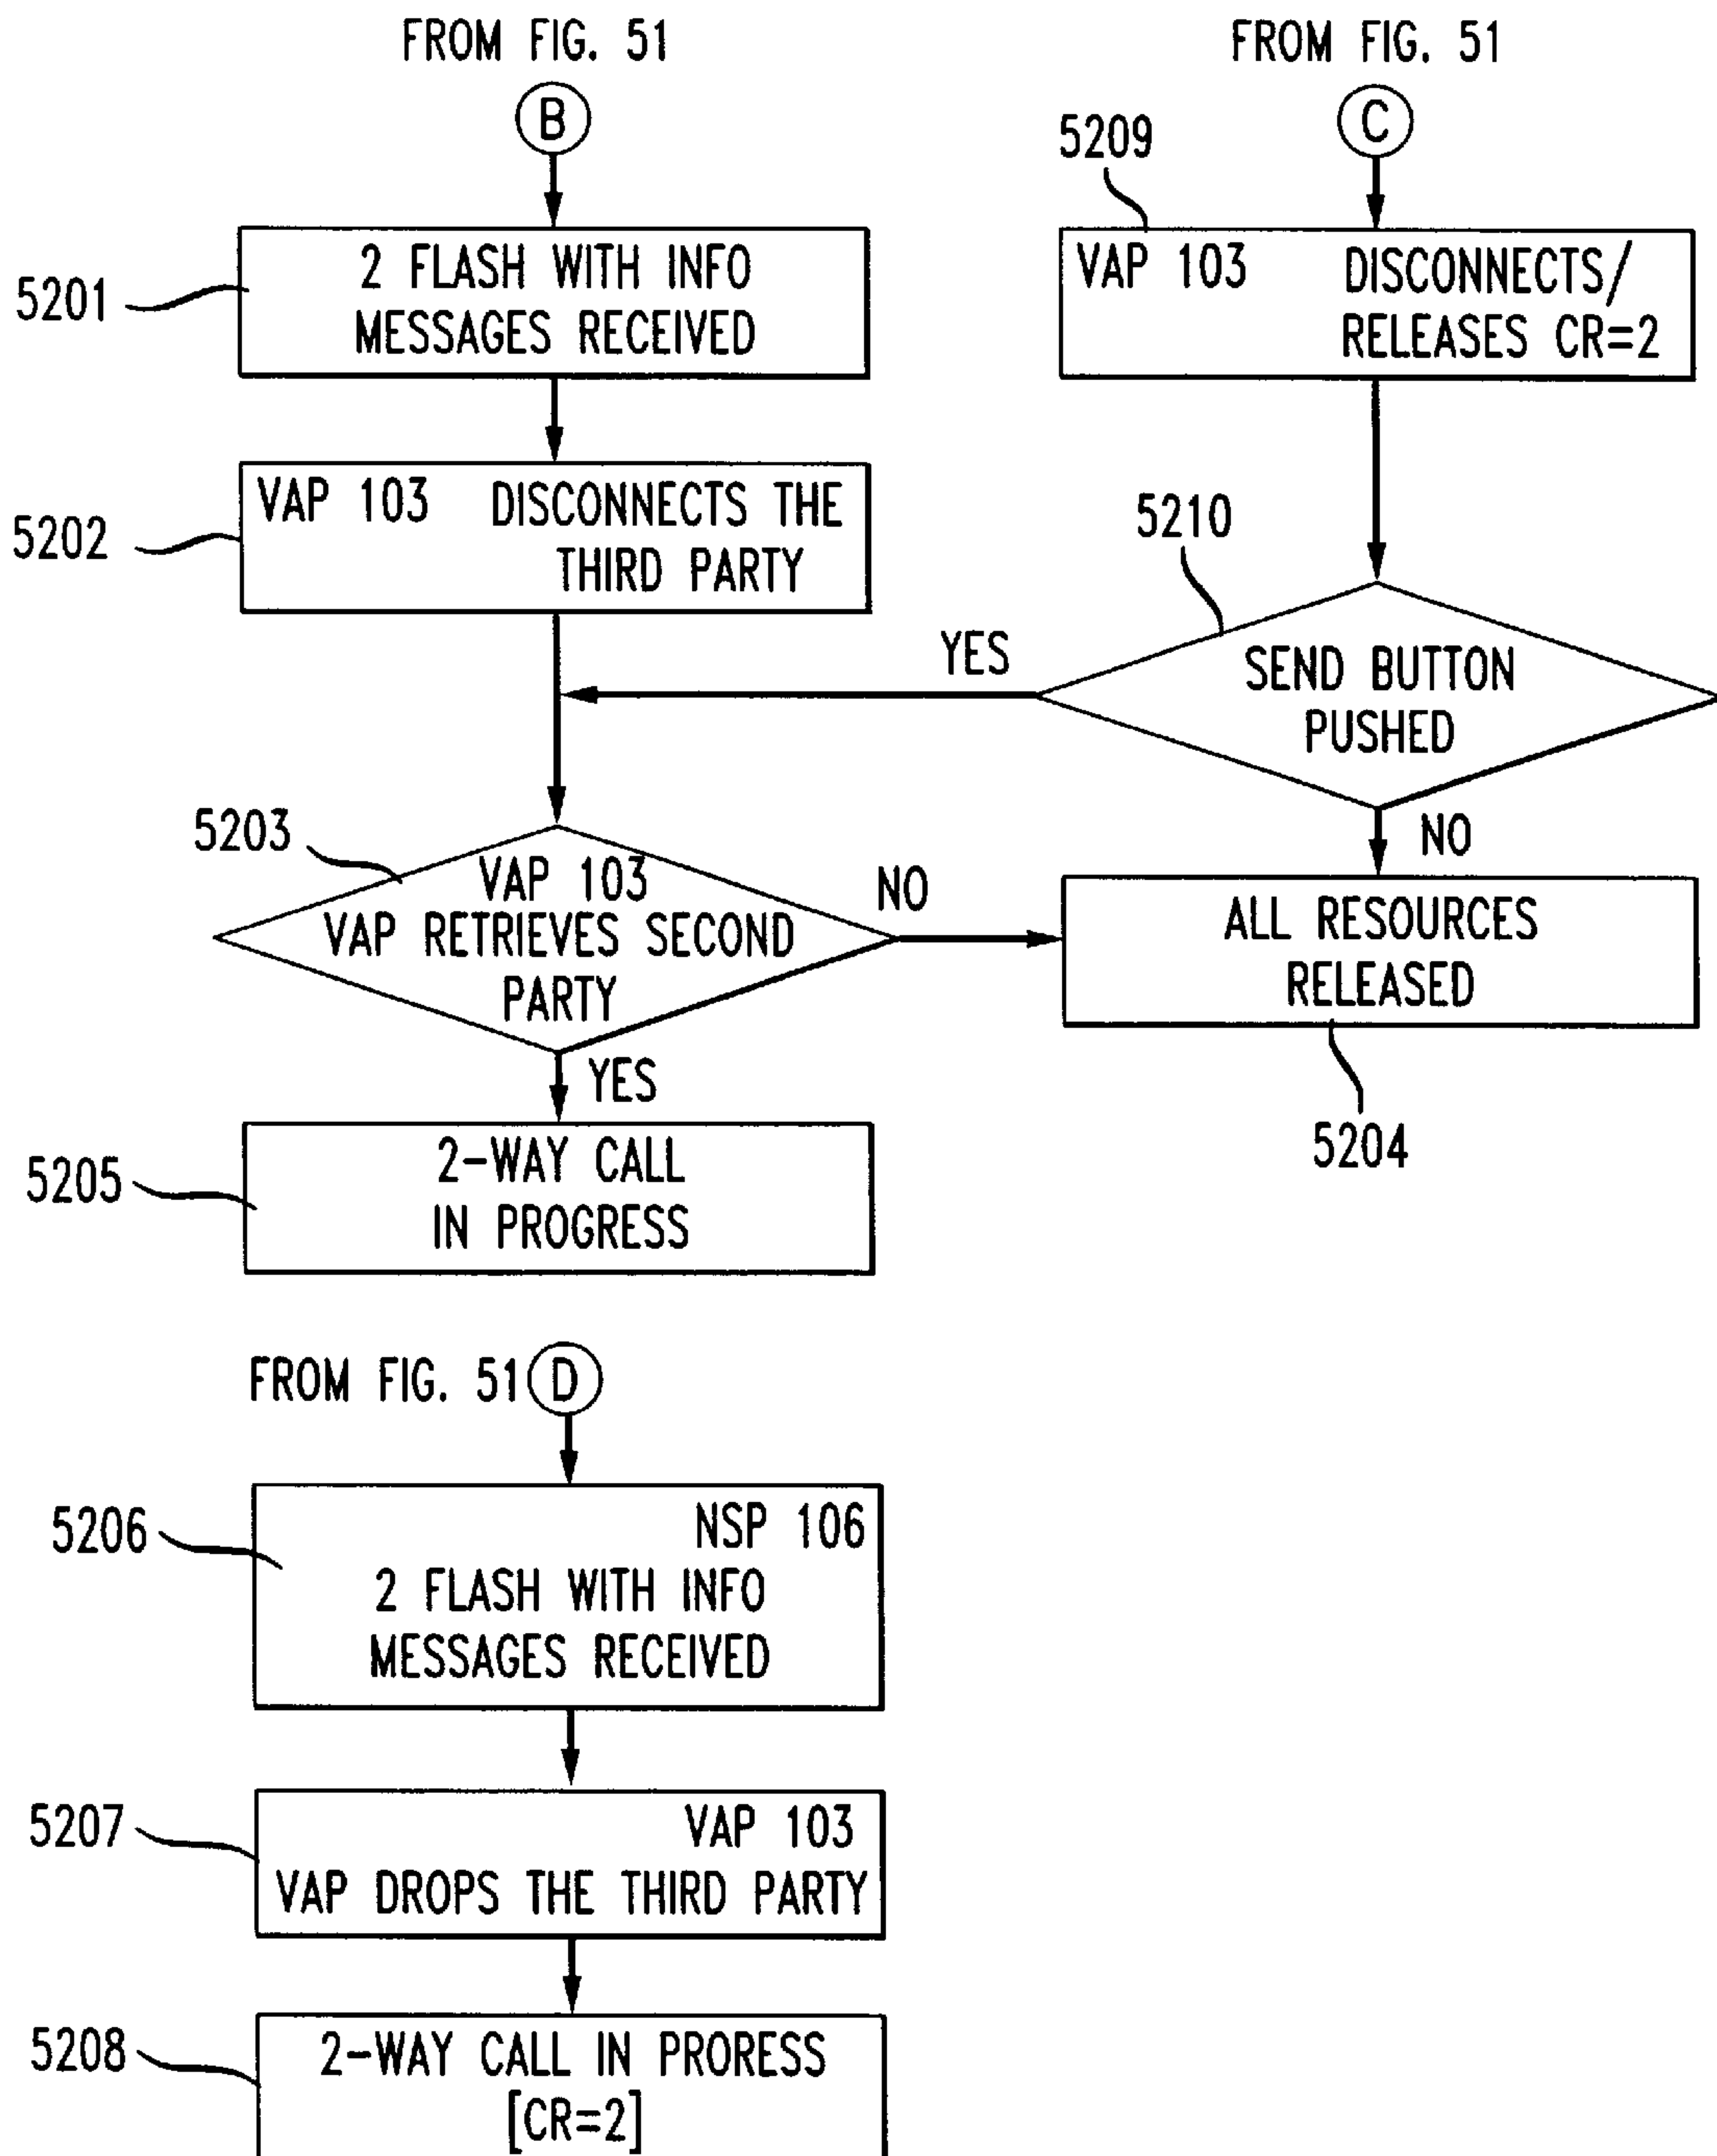 FROM FIG. 51
B
5201
2 FLASH WITH INFO
MESSAGES RECEIVED
5202
VAP 103 DISCONNECTS THE
THIRD PARTY
5203
VAP 103
VAP RETRIEVES SECOND
PARTY
NO
YES
5205
2-WAY CALL
IN PROGRESS
FROM FIG. 51
C
5209
VAP 103 DISCONNECTS/
RELEASES CR=2
5210
SEND BUTTON
PUSHED
YES
NO
ALL RESOURCES
RELEASED
5204
FROM FIG. 51 D
5206
NSP 106
2 FLASH WITH INFO
MESSAGES RECEIVED
5207
VAP 103
VAP DROPS THE THIRD PARTY
5208
2-WAY CALL IN PRORESS
[CR=2]